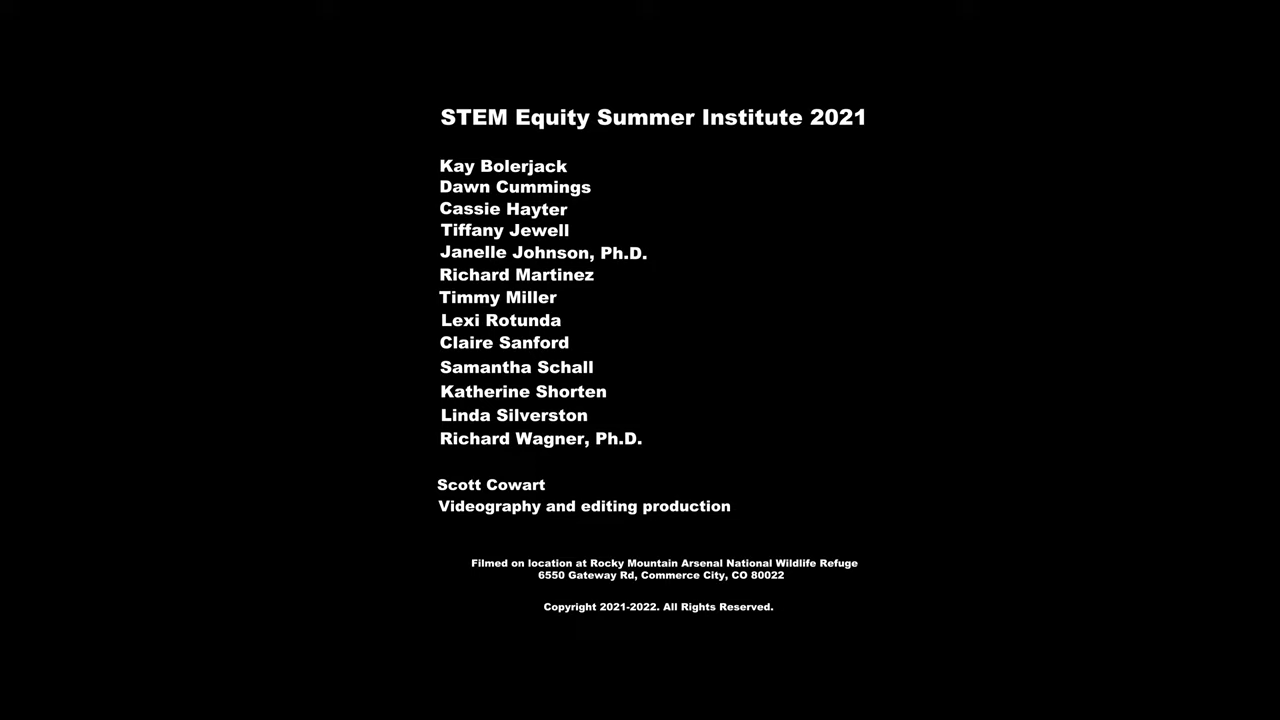 STEM Equity Summer Institute 2021
Kay Bolerjack
Dawn Cummings
Cassie Hayter
Tiffany Jewell
Janelle Johnson, Ph.D.
Richard Martinez
Timmy Miller
Lexi Rotunda
Claire Sanford
Samantha Schall
Katherine Shorten
Linda Silverston
Richard Wagner, Ph.D.
Scott Cowart
Videography and editing production
Filmed on location at Rocky Mountain Arsenal National Wildlife Refuge
6550 Gateway Rd, Commerce City, CO 80022
Copyright 2021-2022. All Rights Reserved.